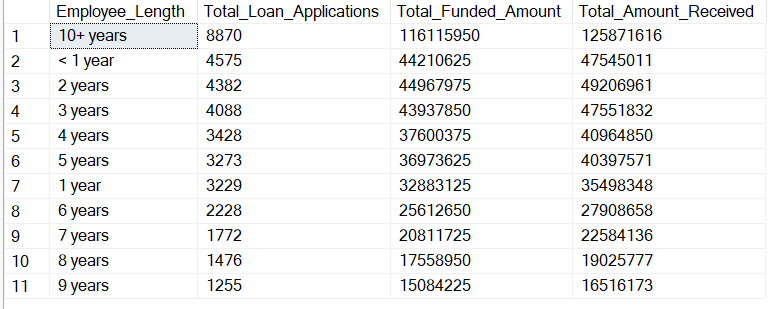 Employee_Length Total_Loan_Applications Total_Funded_Amount Total_Amount_Received
1 10+ years 8870 116115950 125871616
2 < 1 year 4575 44210625 47545011
3 2 years 4382 44967975 49206961
4 3 years 4088 43937850 47551832
5 4 years 3428 37600375 40964850
6 5 years 3273 36973625 40397571
7 1 year 3229 32883125 35498348
8 6 years 2228 25612650 27908658
9 7 years 1772 20811725 22584136
10 8 years 1476 17558950 19025777
11 9 years 1255 15084225 16516173